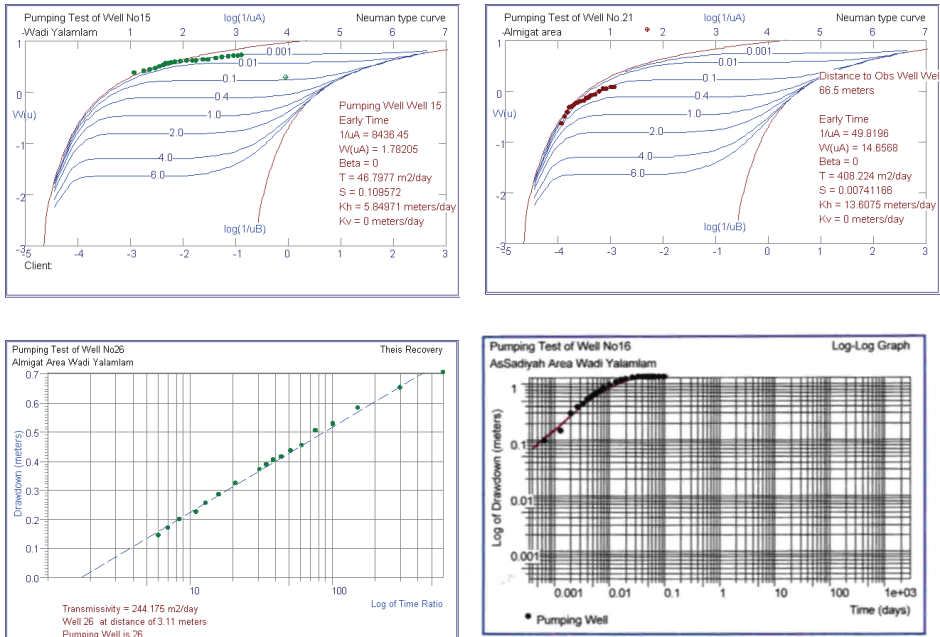 Pumping Test of Well No15
log(1/uA)
Neuman type curve
-Wadi Yalamlam
0 1 2 3 4 5 6 7
1
0.001
0.01
0.1
0
0.4
W(u)
1.0
2.0
-1
4.0
6.0
-2
Pumping Well Well 15
Early Time
1/uA = 8436.45
W(uA) = 1.78205
Beta = 0
T = 46.7977 m2/day
S = 0.109572
Kh = 5.84971 meters/day
Kv = 0 meters/day
log(1/uB)
-3
-5 -4 -3 -2 -1 0 1 2 3
Client:
Pumping Test of Well No.21
log(1/uA)
Neuman type curve
-Almigat area
0 1 2 3 4 5 6 7
1
0.001
0.01
0.1
0
0.4
W(u)
1.0
2.0
-1
4.0
6.0
-2
Distance to Obs Well Wel
66.5 meters
Early Time
1/uA = 49.8196
W(uA) = 14.6568
Beta = 0
T = 408.224 m2/day
S = 0.00741166
Kh = 13.6075 meters/day
Kv = 0 meters/day
log(1/uB)
-3
-5 -4 -3 -2 -1 0 1 2 3
Pumping Test of Well No26
Theis Recovery
Almigat Area Wadi Yalamlam
0.7
0.6
0.5
0.4
0.3
0.2
0.1
0.0
Drawdown (meters)
10 100
Log of Time Ratio
Transmissivity = 244.175 m2/day
Well 26 at distance of 3.11 meters
Pumping Well is 26
Pumping Test of Well No16
Log-Log Graph
AsSadiyah Area Wadi Yalamlam
1
0.1
0.01
0.001
Log of Drawdown (meters)
0.001 0.01 0.1 1 10 100 1e+03
Time (days)
Pumping Well